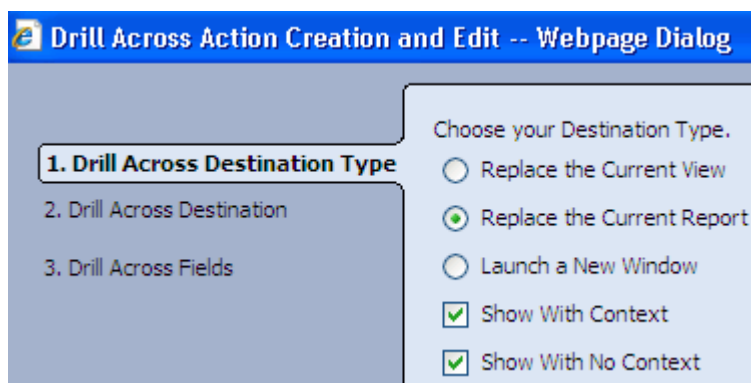 Drill Across Action Creation and Edit -- Webpage Dialog
1. Drill Across Destination Type
2. Drill Across Destination
3. Drill Across Fields
Choose your Destination Type.
Replace the Current View
Replace the Current Report
Launch a New Window
Show With Context
Show With No Context